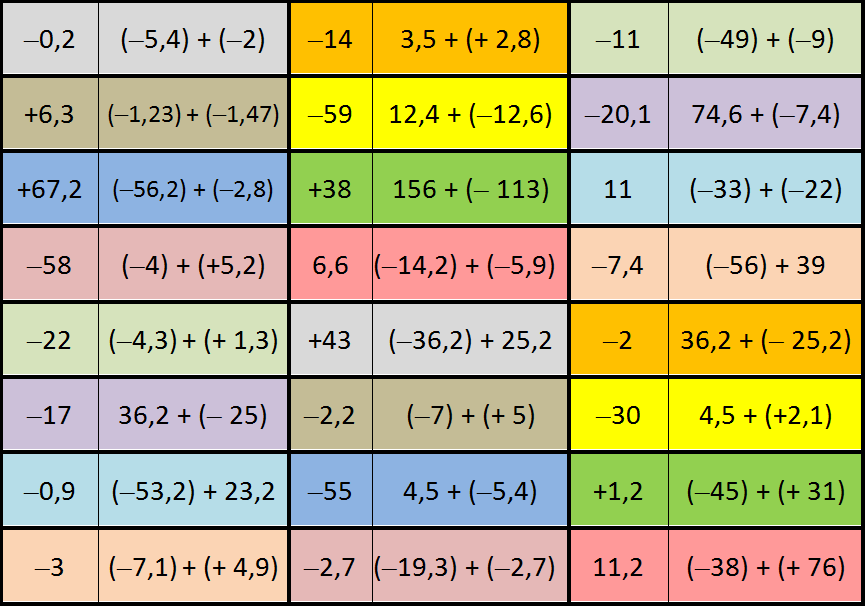 −0,2 (−5,4) + (−2) −14 3,5 + (+ 2,8) −11 (−49) + (−9)
+6,3 (−1,23) + (−1,47) −59 12,4 + (−12,6) −20,1 74,6 + (−7,4)
+67,2 (−56,2) + (−2,8) +38 156 + (− 113) 11 (−33) + (−22)
−58 (−4) + (+5,2) 6,6 (−14,2) + (−5,9) −7,4 (−56) + 39
−22 (−4,3) + (+ 1,3) +43 (−36,2) + 25,2 −2 36,2 + (− 25,2)
−17 36,2 + (− 25) −2,2 (−7) + (+ 5) −30 4,5 + (+2,1)
−0,9 (−53,2) + 23,2 −55 4,5 + (−5,4) +1,2 (−45) + (+ 31)
−3 (−7,1) + (+ 4,9) −2,7 (−19,3) + (−2,7) 11,2 (−38) + (+ 76)